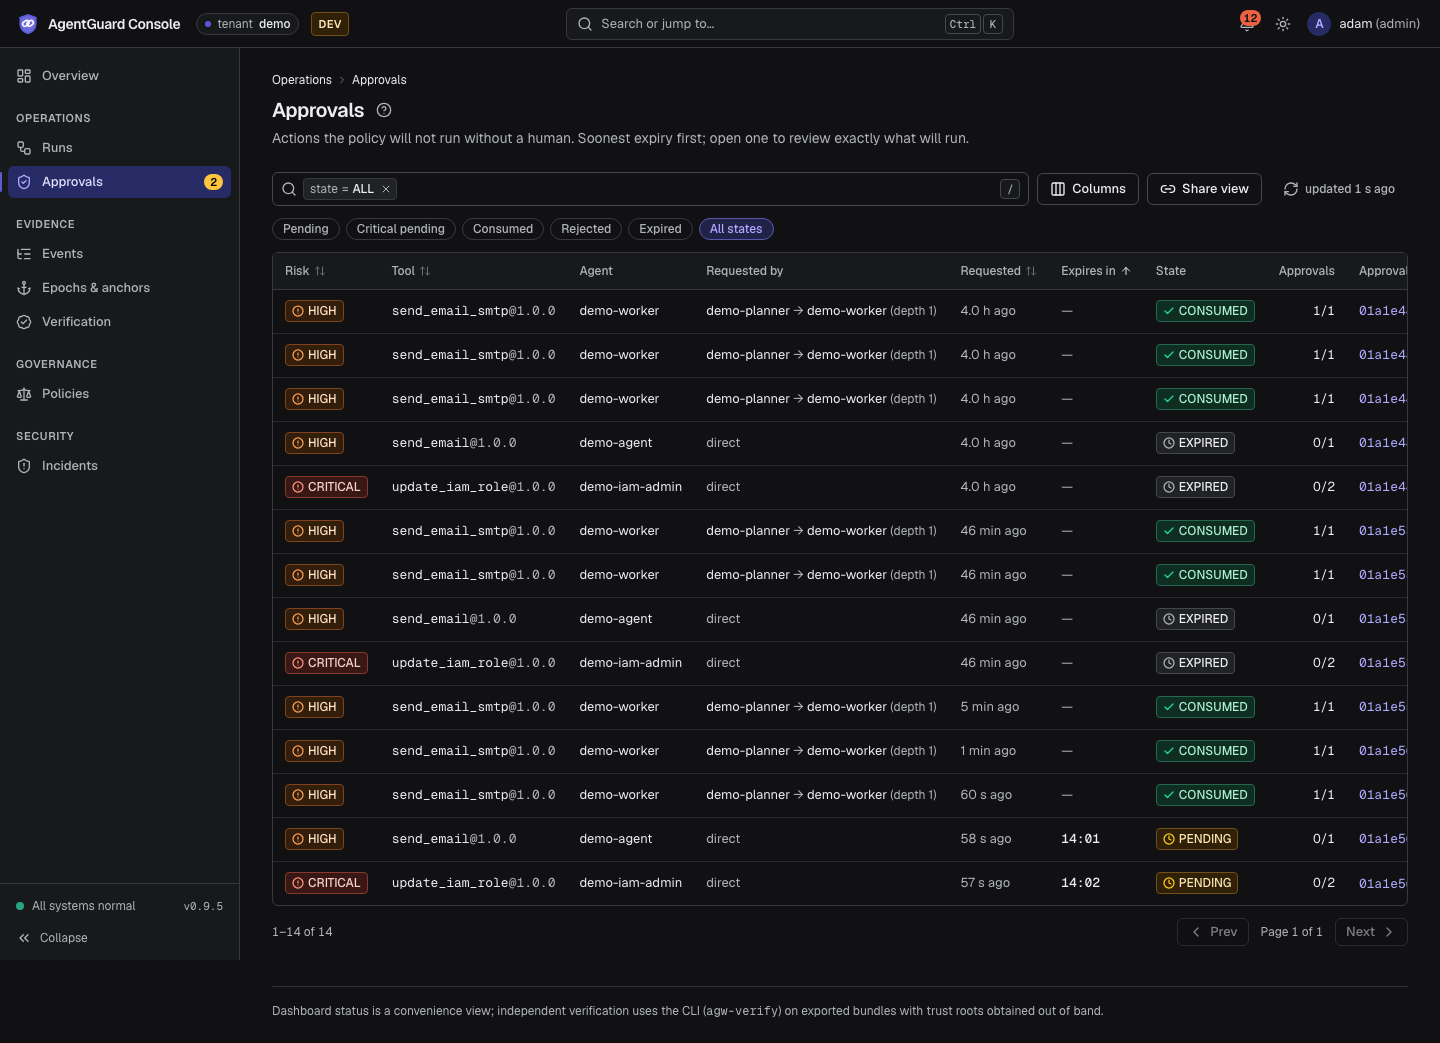 AgentGuard Console
tenant demo
DEV
Search or jump to...
Ctrl K
12
A
adam (admin)
Overview
OPERATIONS
Runs
Approvals 2
EVIDENCE
Events
Epochs & anchors
Verification
GOVERNANCE
Policies
SECURITY
Incidents
All systems normal v0.9.5
Collapse
Operations > Approvals
Approvals
Actions the policy will not run without a human. Soonest expiry first; open one to review exactly what will run.
state = ALL × /
Columns
Share view
updated 1 s ago
Pending Critical pending Consumed Rejected Expired All states
Risk Tool Agent Requested by Requested Expires in State Approvals
HIGH send_email_smtp@1.0.0 demo-worker demo-planner → demo-worker (depth 1) 4.0 h ago — CONSUMED 1/1
HIGH send_email_smtp@1.0.0 demo-worker demo-planner → demo-worker (depth 1) 4.0 h ago — CONSUMED 1/1
HIGH send_email_smtp@1.0.0 demo-worker demo-planner → demo-worker (depth 1) 4.0 h ago — CONSUMED 1/1
HIGH send_email@1.0.0 demo-agent direct 4.0 h ago — EXPIRED 0/1
CRITICAL update_iam_role@1.0.0 demo-iam-admin direct 4.0 h ago — EXPIRED 0/2
HIGH send_email_smtp@1.0.0 demo-worker demo-planner → demo-worker (depth 1) 46 min ago — CONSUMED 1/1
HIGH send_email_smtp@1.0.0 demo-worker demo-planner → demo-worker (depth 1) 46 min ago — CONSUMED 1/1
HIGH send_email@1.0.0 demo-agent direct 46 min ago — EXPIRED 0/1
CRITICAL update_iam_role@1.0.0 demo-iam-admin direct 46 min ago — EXPIRED 0/2
HIGH send_email_smtp@1.0.0 demo-worker demo-planner → demo-worker (depth 1) 5 min ago — CONSUMED 1/1
HIGH send_email_smtp@1.0.0 demo-worker demo-planner → demo-worker (depth 1) 1 min ago — CONSUMED 1/1
HIGH send_email_smtp@1.0.0 demo-worker demo-planner → demo-worker (depth 1) 60 s ago — CONSUMED 1/1
HIGH send_email@1.0.0 demo-agent direct 58 s ago 14:01 PENDING 0/1
CRITICAL update_iam_role@1.0.0 demo-iam-admin direct 57 s ago 14:02 PENDING 0/2
1–14 of 14
Prev Page 1 of 1 Next
Dashboard status is a convenience view; independent verification uses the CLI (agw-verify) on exported bundles with trust roots obtained out of band.